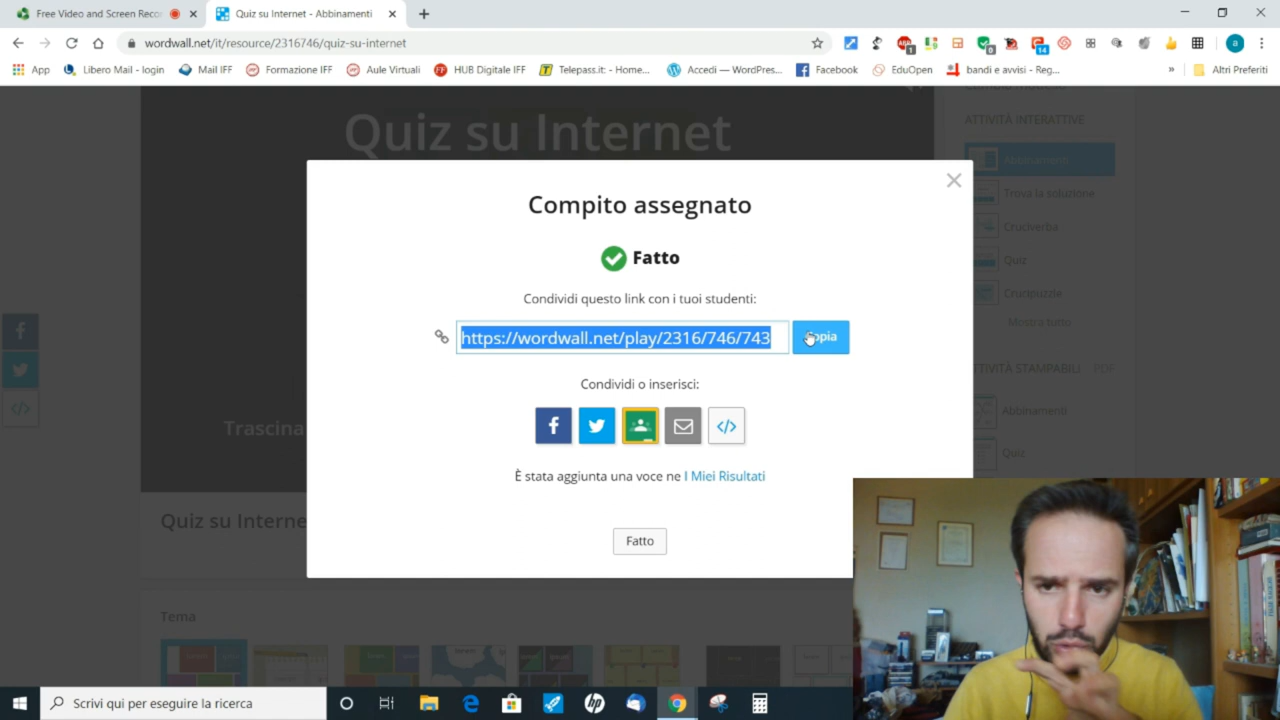 Free Video and Screen Reco
Quiz su Internet - Abbinamenti
wordwall.net/it/resource/2316746/quiz-su-internet
App
Libero Mail - login
Mail IFF
Formazione IFF
Aule Virtuali
HUB Digitale IFF
Telepass.it: - Home...
Accedi — WordPres...
Facebook
EduOpen
bandi e avvisi - Reg...
»
Altri Preferiti
Quiz su Internet
ATTIVITÀ INTERATTIVE
Abbinamenti
Trova la soluzione
Cruciverba
Quiz
Crucipuzzle
Mostra tutto
Compito assegnato
Fatto
Condividi questo link con i tuoi studenti:
https://wordwall.net/play/2316/746/743
opia
Condividi o inserisci:
TTIVITÀ STAMPABILI PDF
Abbinamenti
Quiz
Trascina
È stata aggiunta una voce ne I Miei Risultati
Quiz su Interne
Fatto
Tema
Scrivi qui per eseguire la ricerca